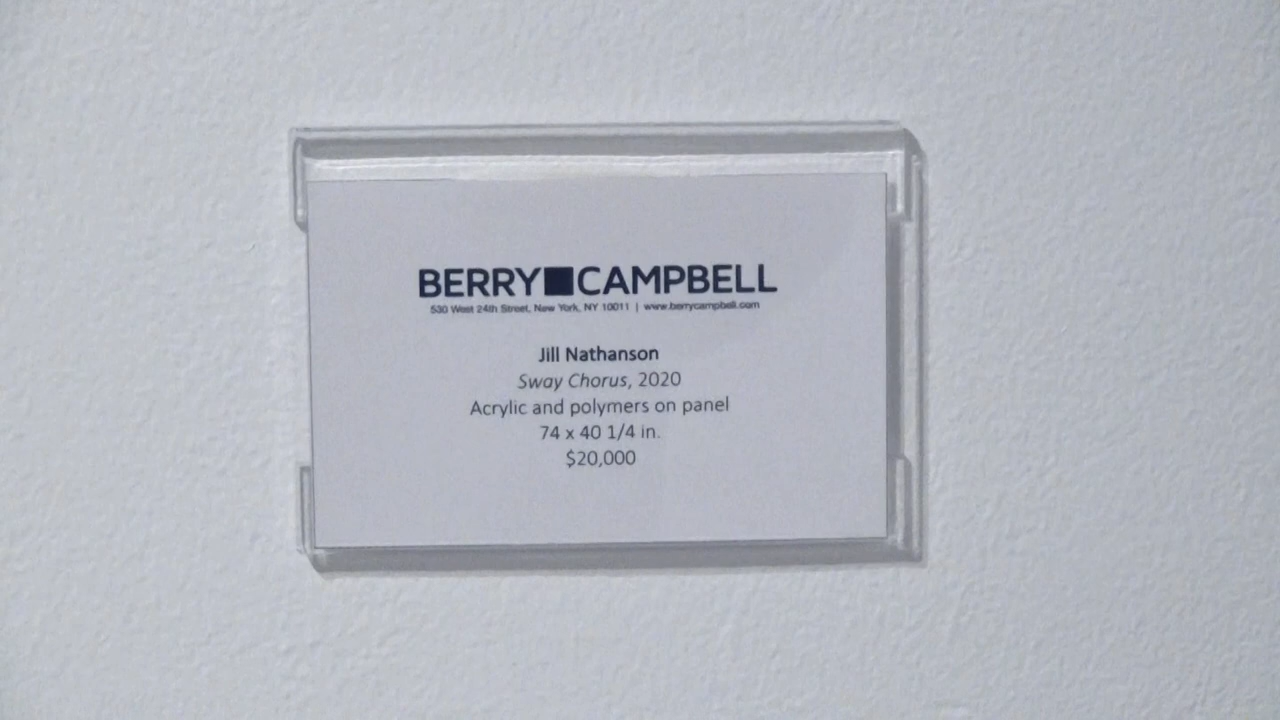 BERRY■CAMPBELL
530 West 24th Street, New York, NY 10011 | www.berrycampbell.com
Jill Nathanson
Sway Chorus, 2020
Acrylic and polymers on panel
74 x 40 1/4 in.
$20,000